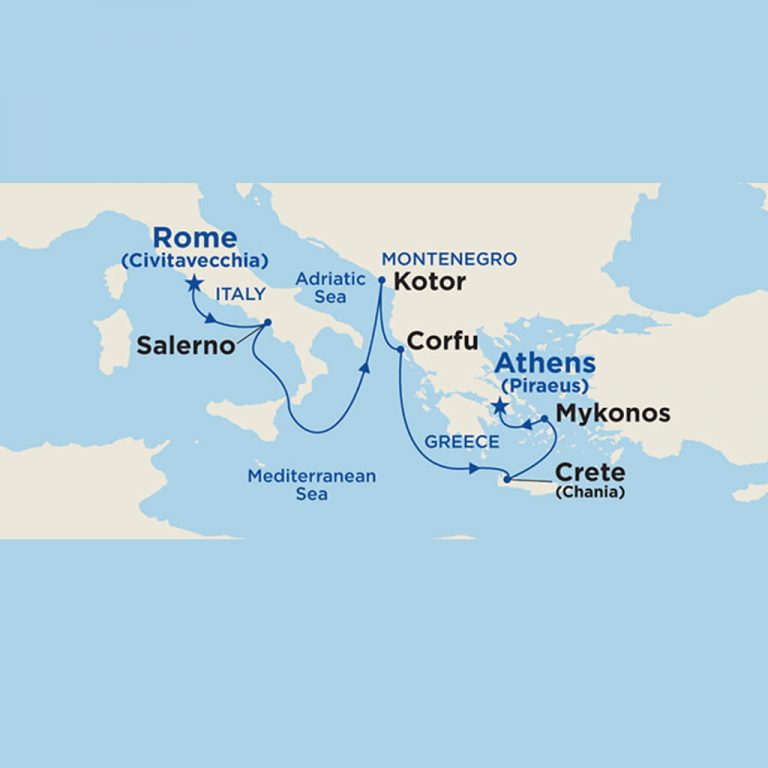 Rome
(Civitavecchia)
ITALY
Adriatic
Sea
MONTENEGRO
Kotor
Salerno
Corfu
Athens
(Piraeus)
Mykonos
GREECE
Mediterranean
Sea
Crete
(Chania)